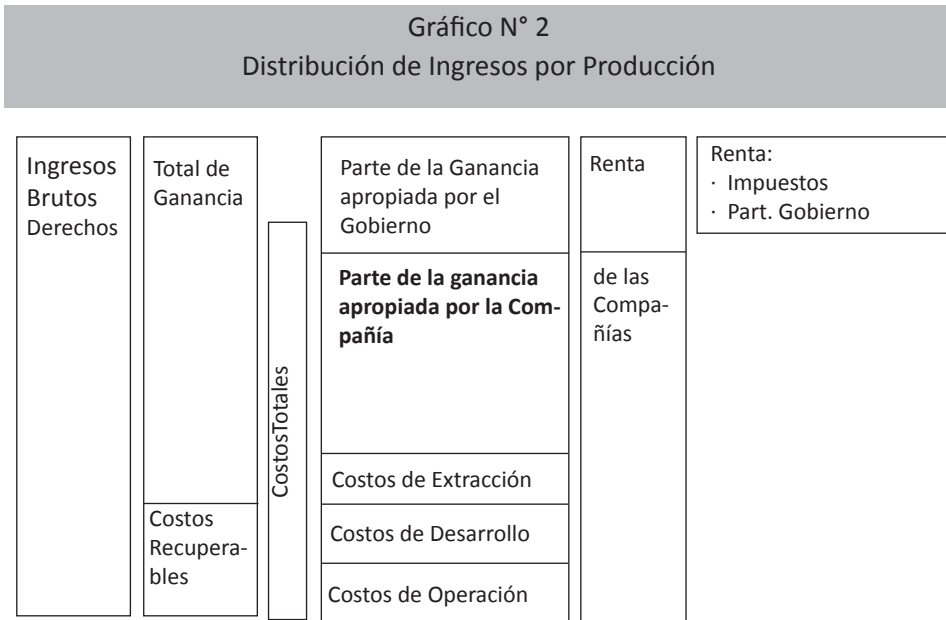 Gráfico N° 2
Distribución de Ingresos por Producción
Ingresos
Brutos
Derechos
Total de
Ganancia
Costos
Recupera-
bles
CostosTotales
Parte de la Ganancia
apropiada por el
Gobierno
Parte de la ganancia
apropiada por la Com-
pañía
Costos de Extracción
Costos de Desarrollo
Costos de Operación
Renta
de las
Compa-
ñías
Renta:
· Impuestos
· Part. Gobierno